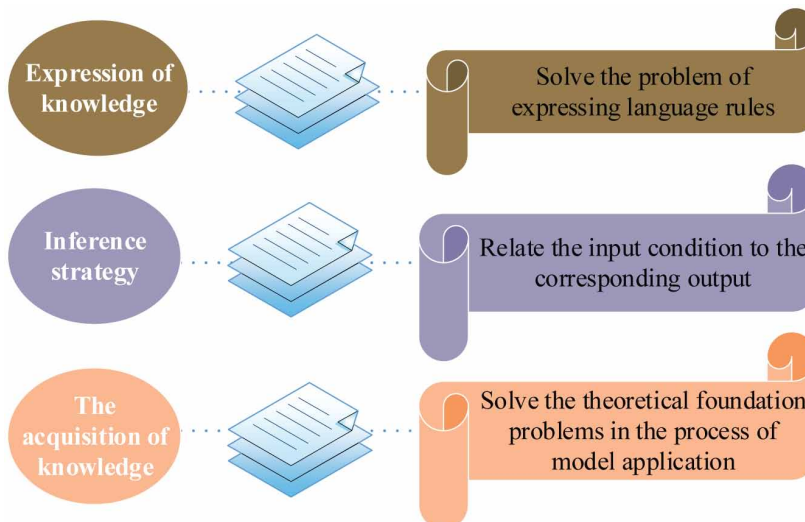 Expression of
knowledge
Solve the problem of
expressing language rules
Inference
strategy
Relate the input condition to the
corresponding output
The
acquisition of
knowledge
Solve the theoretical foundation
problems in the process of
model application